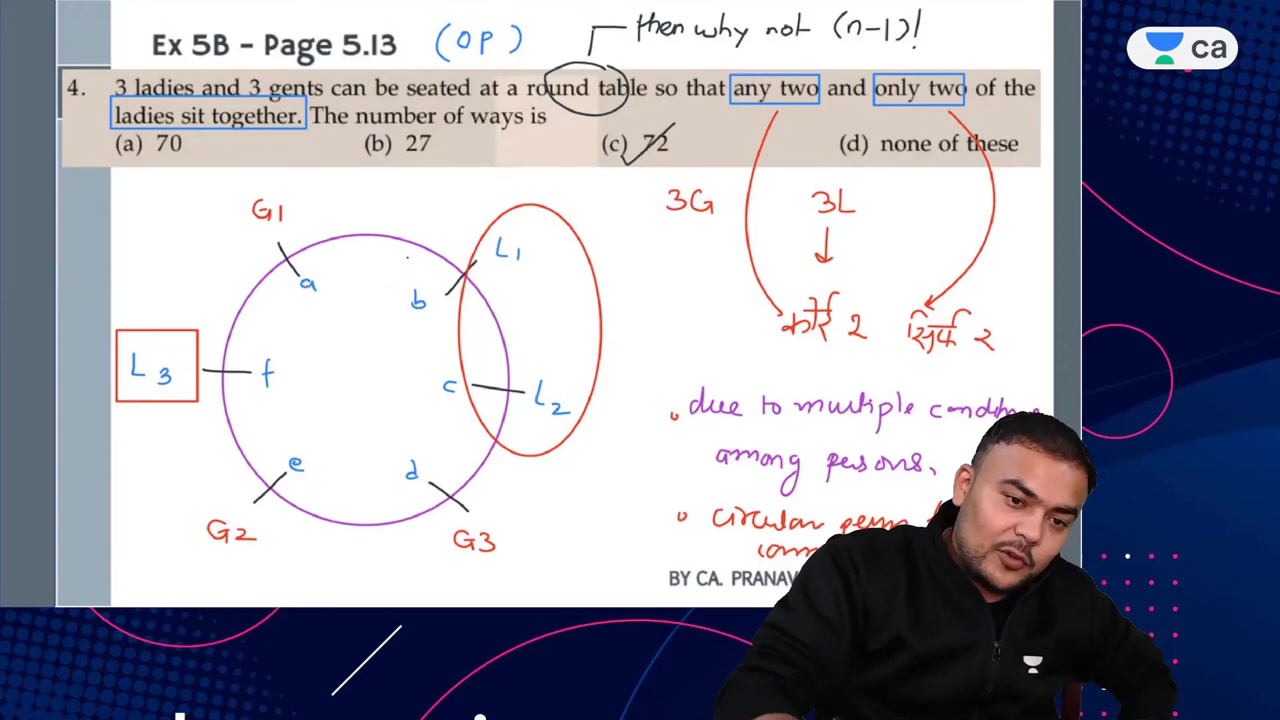 then why not (n-1)!
Ex 5B - Page 5.13 (OP)
ca
4. 3 ladies and 3 gents can be seated at a round table so that any two and only two of the
ladies sit together. The number of ways is
(a) 70 (b) 27 (c) 72 (d) none of these
G1
L1
3G 3L
a
b
L3
f
c
L2
कोई 2 सिर्फ 2
e
d
G2
G3
due to multiple
among persons.
circular
BY CA. PRANAV